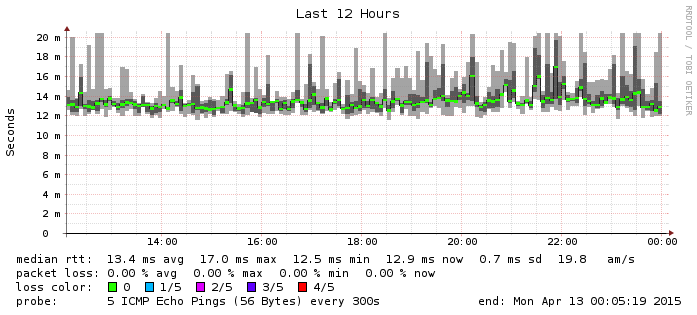 Last 12 Hours
RRDTOOL / TOBI OETIKER
Seconds
20 m
18 m
16 m
14 m
12 m
10 m
8 m
6 m
4 m
2 m
0
14:00 16:00 18:00 20:00 22:00 00:00
median rtt: 13.4 ms avg 17.0 ms max 12.5 ms min 12.9 ms now 0.7 ms sd 19.8 am/s
packet loss: 0.00 % avg 0.00 % max 0.00 % min 0.00 % now
loss color: 0 1/5 2/5 3/5 4/5
probe: 5 ICMP Echo Pings (56 Bytes) every 300s end: Mon Apr 13 00:05:19 2015